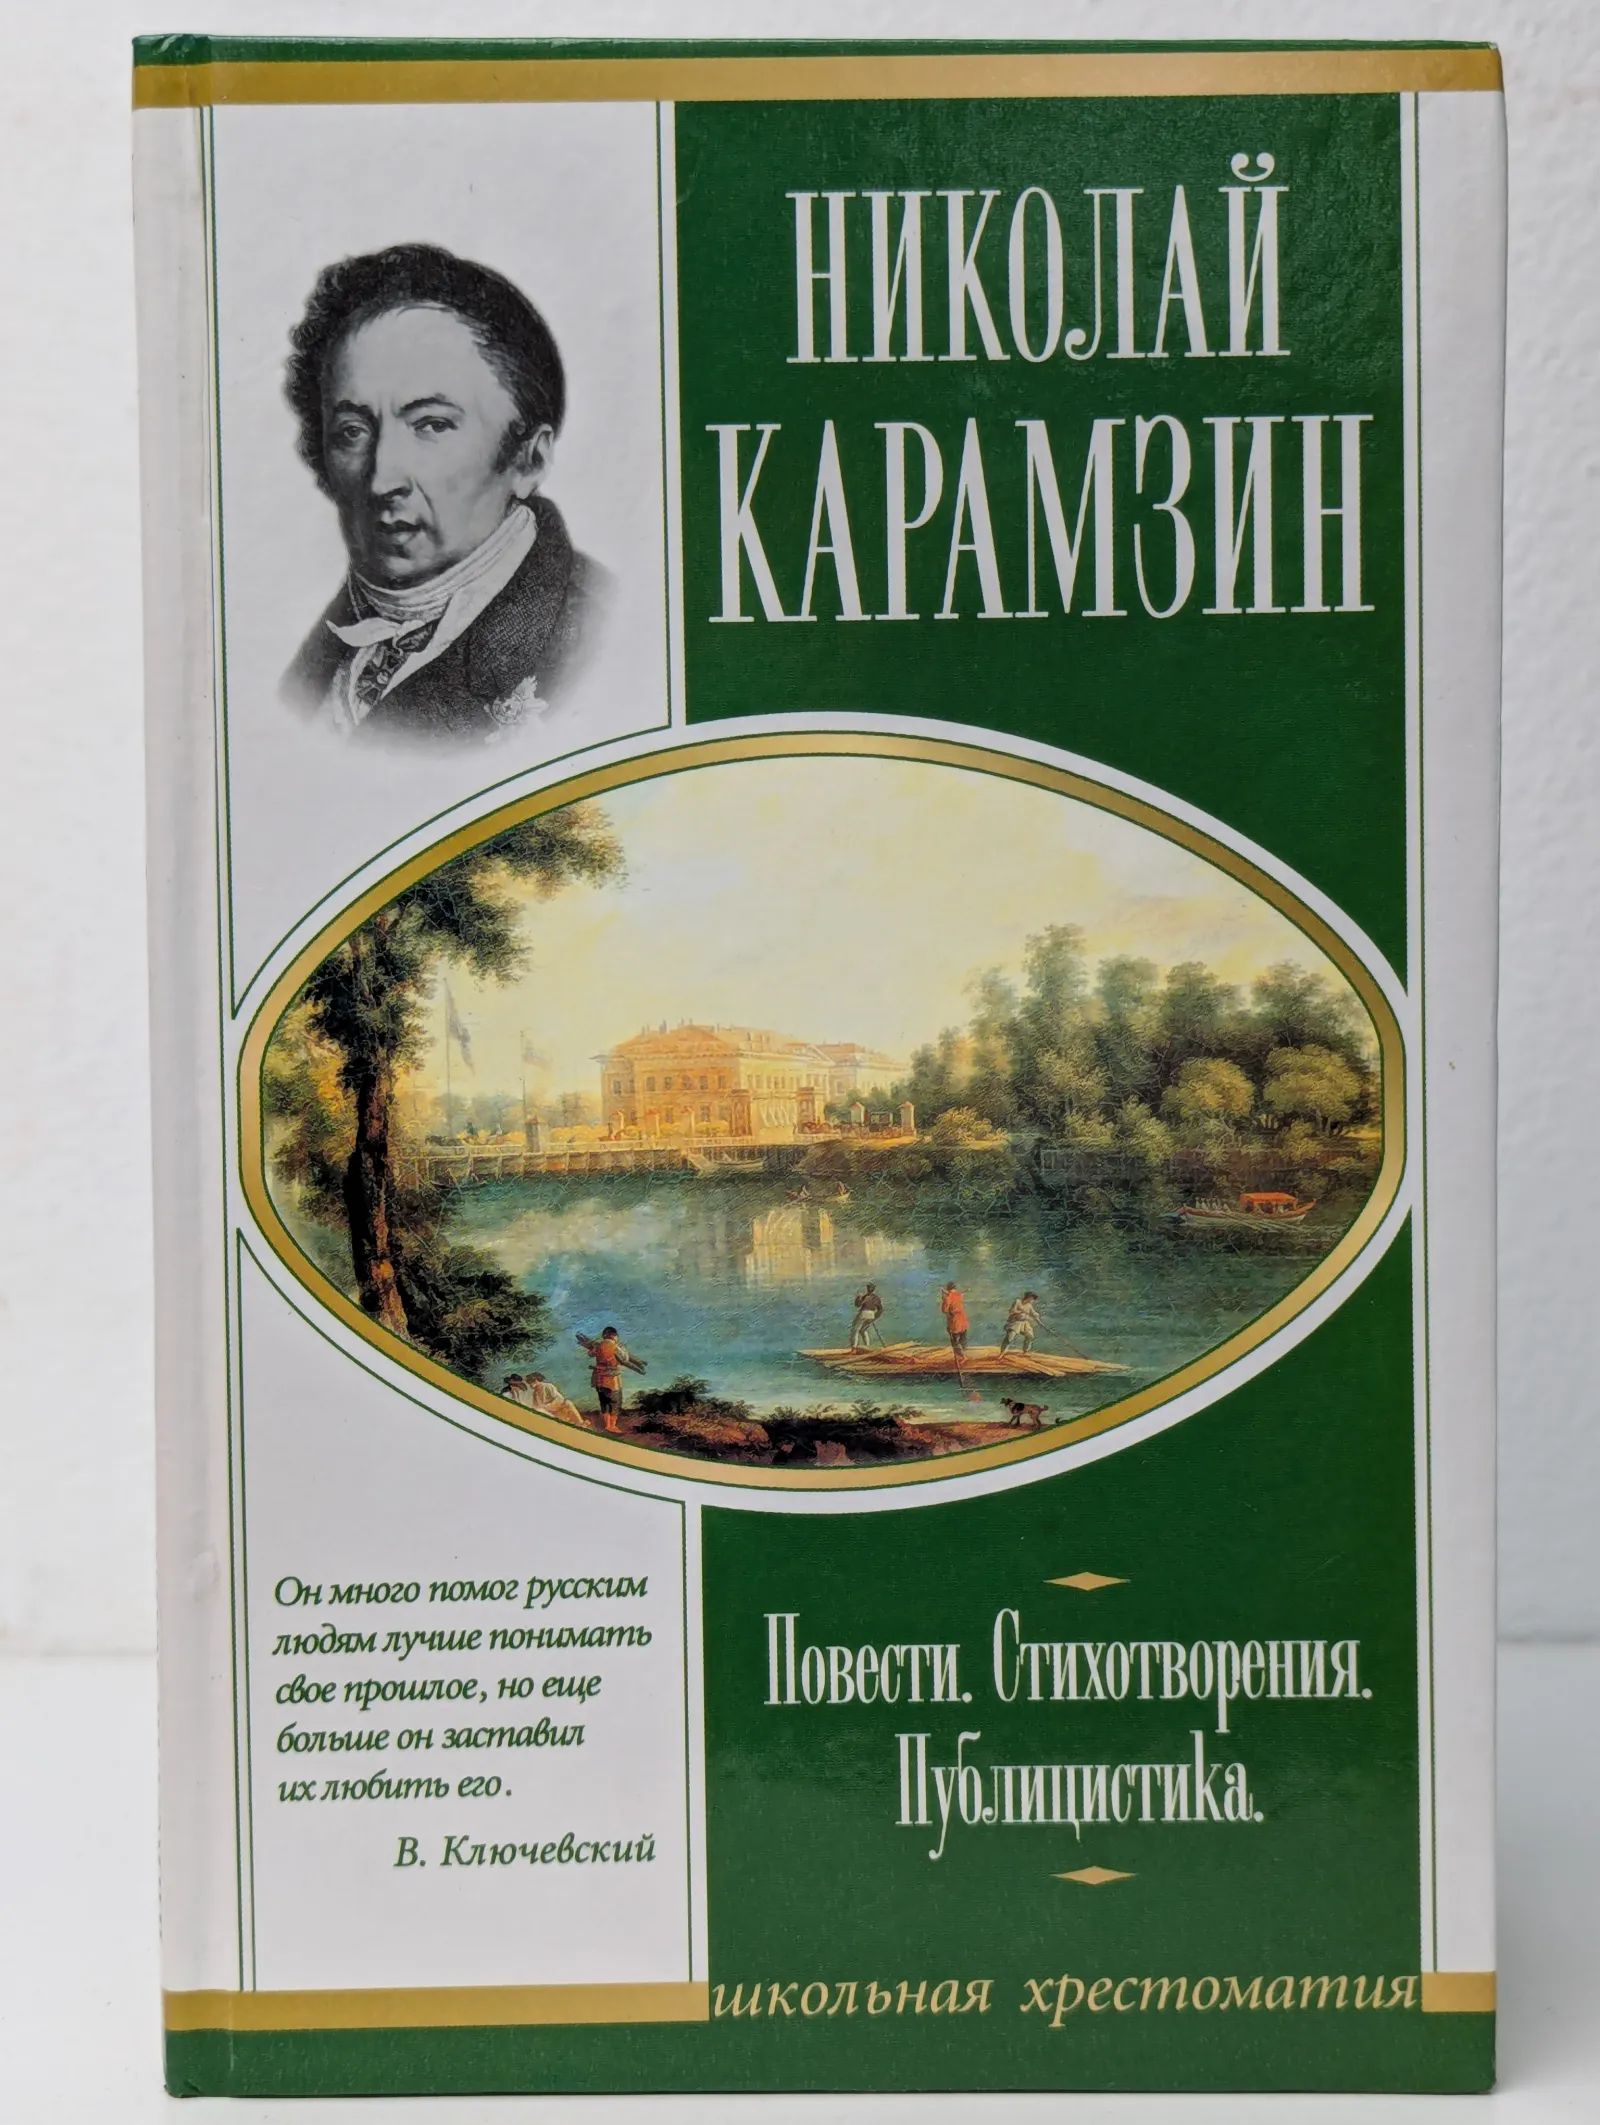 НИКОЛАЙ
КАРАМЗИН
Он много помог русским
людям лучше понимать
свое прошлое, но еще
больше он заставил
их любить его.
В. Ключевский
Повести. Стихотворения.
Публицистика.
школьная хрестоматия